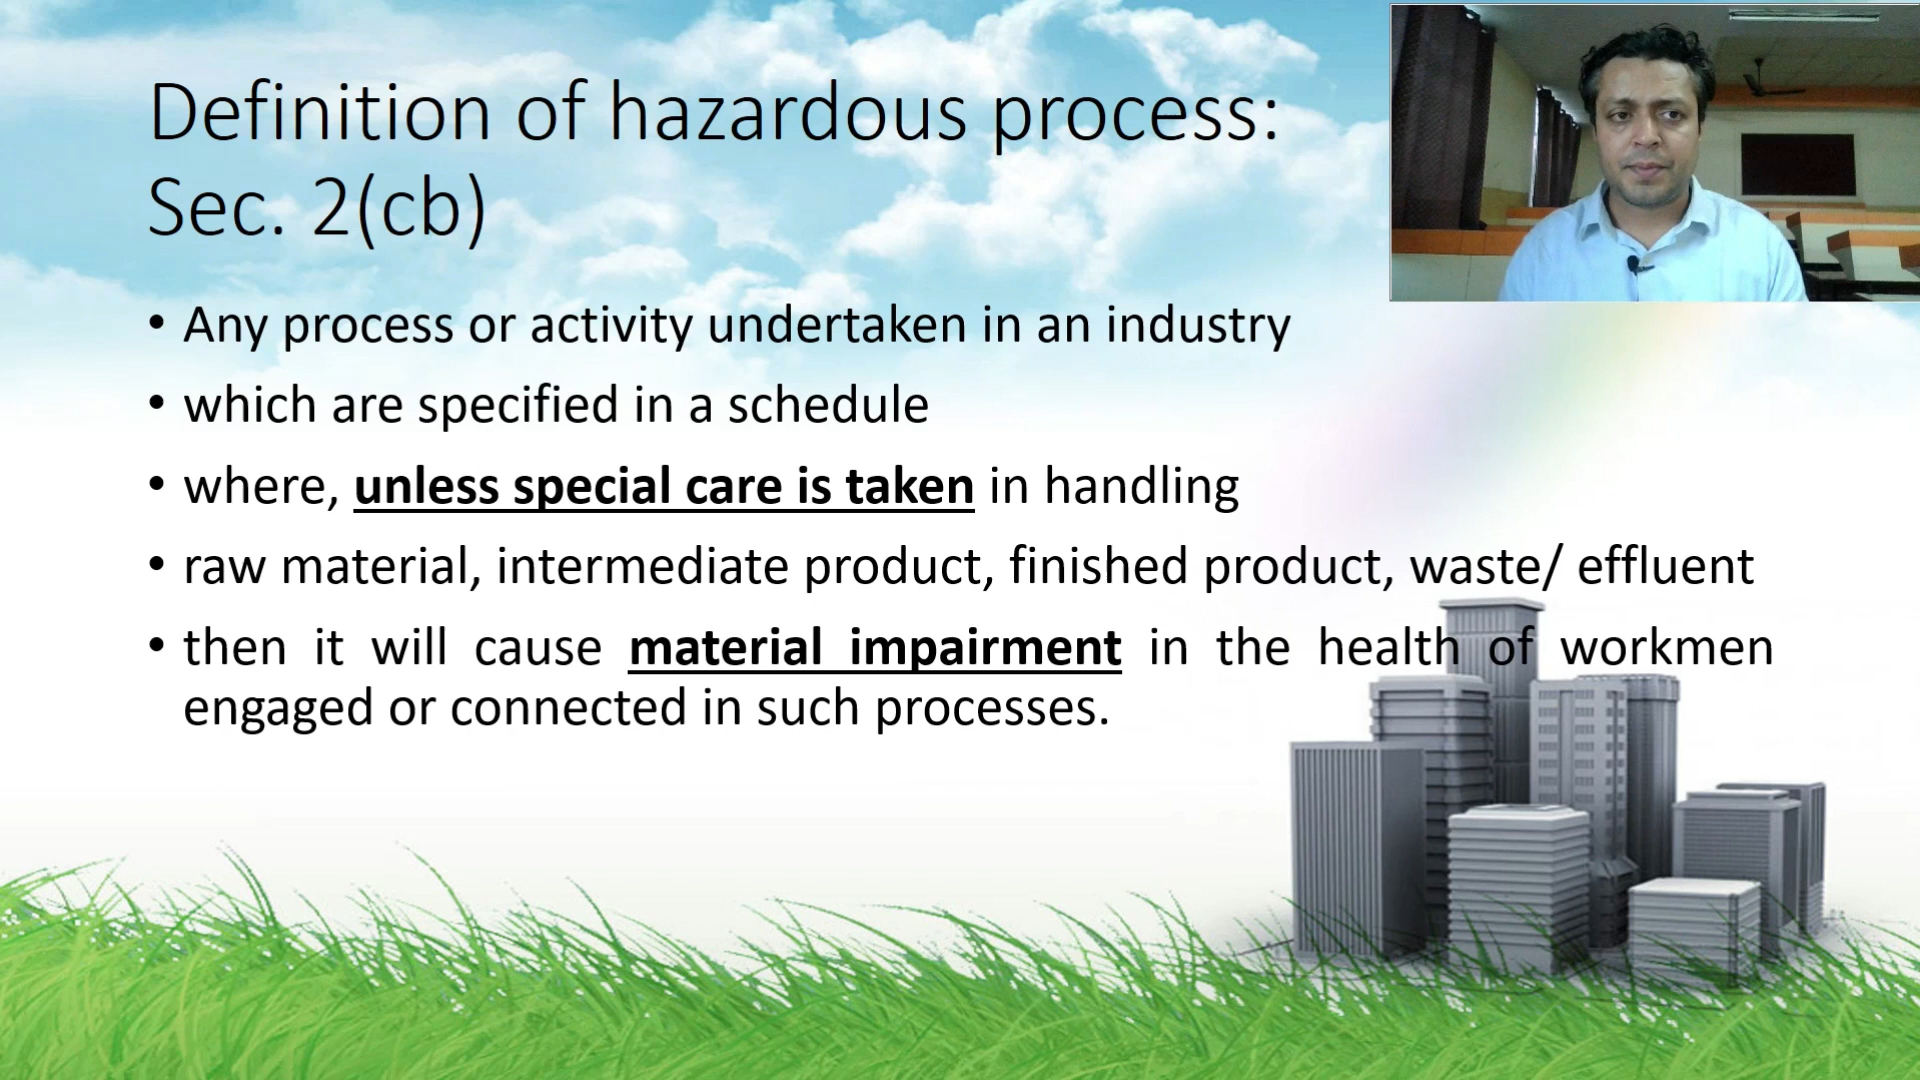 Definition of hazardous process:
Sec. 2(cb)
• Any process or activity undertaken in an industry
• which are specified in a schedule
• where, unless special care is taken in handling
• raw material, intermediate product, finished product, waste/ effluent
• then it will cause material impairment in the health of workmen
engaged or connected in such processes.